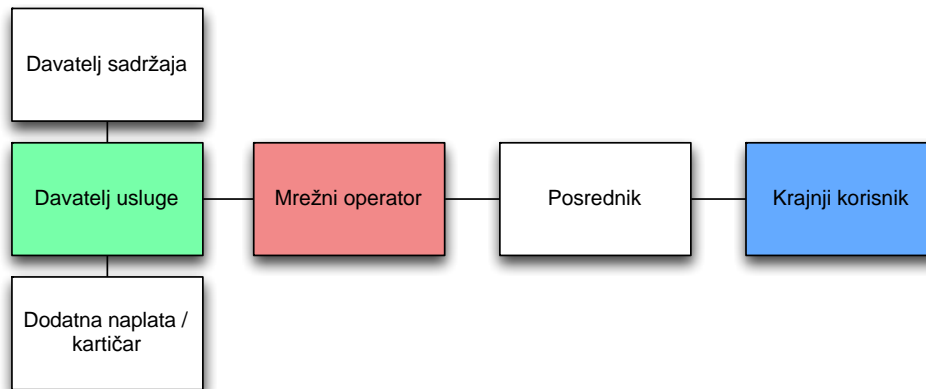 Davatelj sadržaja
Davatelj usluge
Mrežni operator
Posrednik
Krajnji korisnik
Dodatna naplata /
kartičar